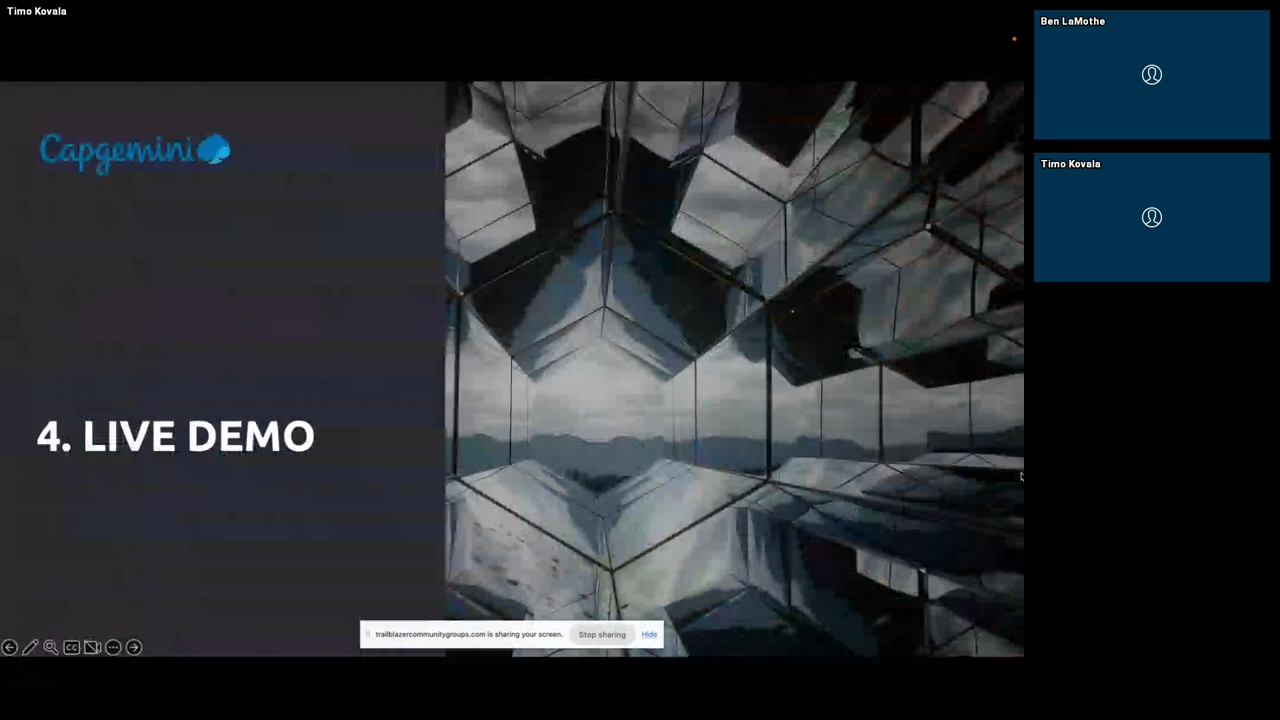 Timo Kovala
Ben LaMothe
Timo Kovala
Capgemini
4. LIVE DEMO
trailblazercommunitygroups.com is sharing your screen. Stop sharing Hide
CC